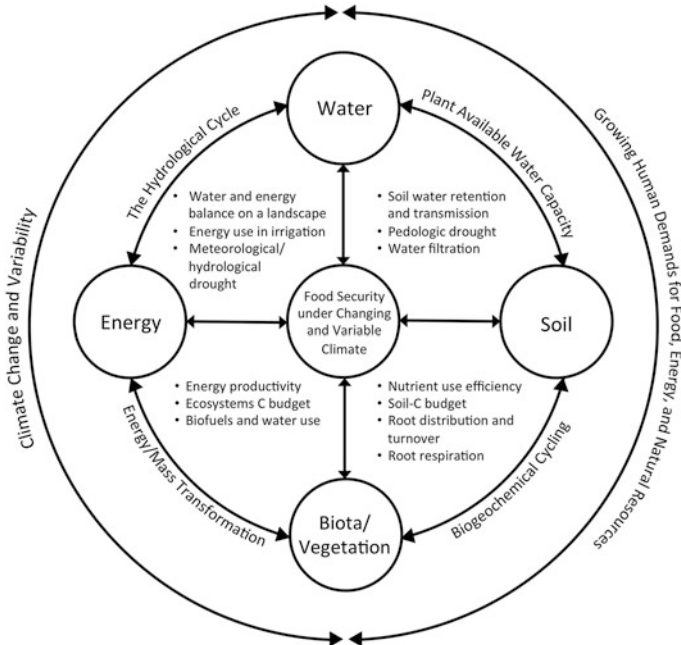 Water
The Hydrological Cycle
Plant Available Water Capacity
Climate Change and Variability
Growing Human Demands for Food, Energy, and Natural Resources
• Water and energy
balance on a landscape
• Energy use in irrigation
• Meteorological/
hydrological
drought
• Soil water retention
and transmission
• Pedologic drought
• Water filtration
Energy
Food Security
under Changing
and Variable
Climate
Soil
• Energy productivity
• Ecosystems C budget
• Biofuels and water use
• Nutrient use efficiency
• Soil-C budget
• Root distribution and
turnover
• Root respiration
Energy/Mass Transformation
Biogeochemical Cycling
Biota/
Vegetation